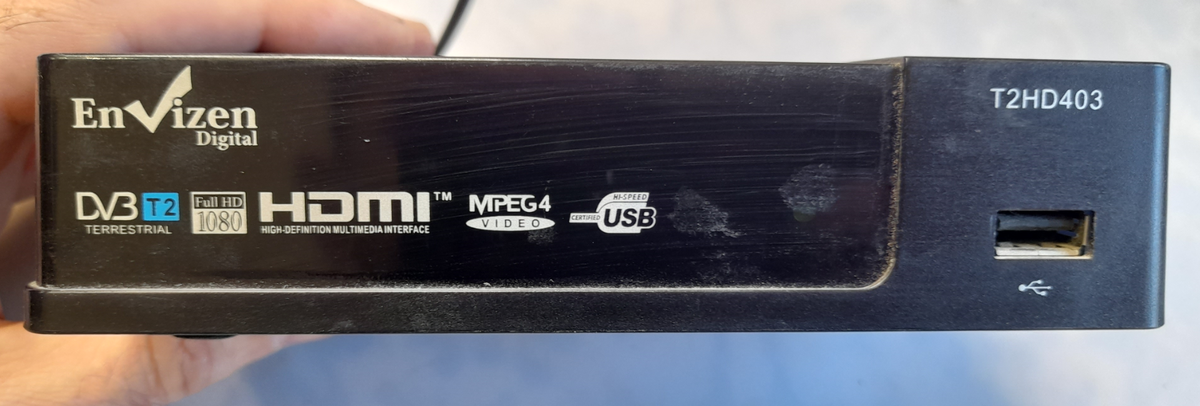 EnVizen
Digital
T2HD403
DVB T2
TERRESTRIAL
Full HD
1080
HDMI™
HIGH-DEFINITION MULTIMEDIA INTERFACE
MPEG4
VIDEO
HI-SPEED
CERTIFIED USB